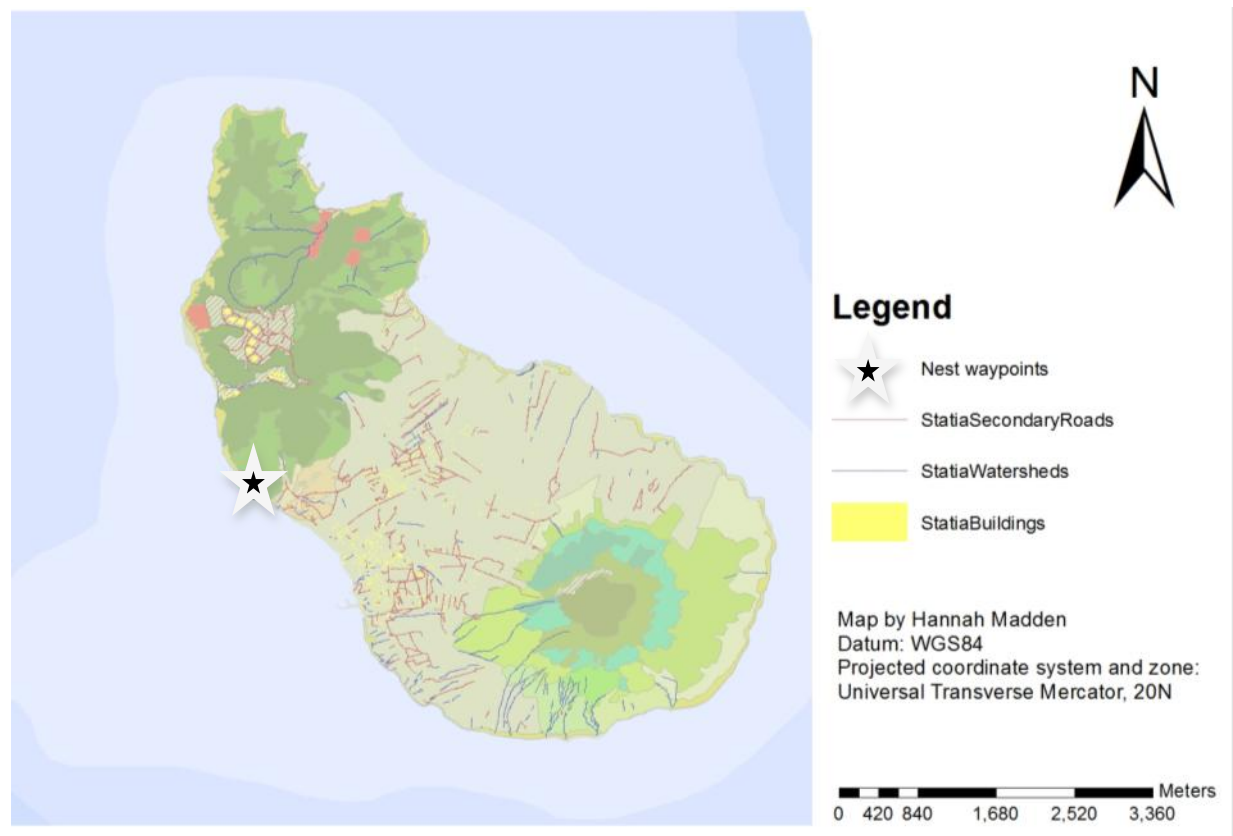 N
Legend
Nest waypoints
StatiaSecondaryRoads
StatiaWatersheds
StatiaBuildings
Map by Hannah Madden
Datum: WGS84
Projected coordinate system and zone:
Universal Transverse Mercator, 20N
Meters
0 420 840 1,680 2,520 3,360